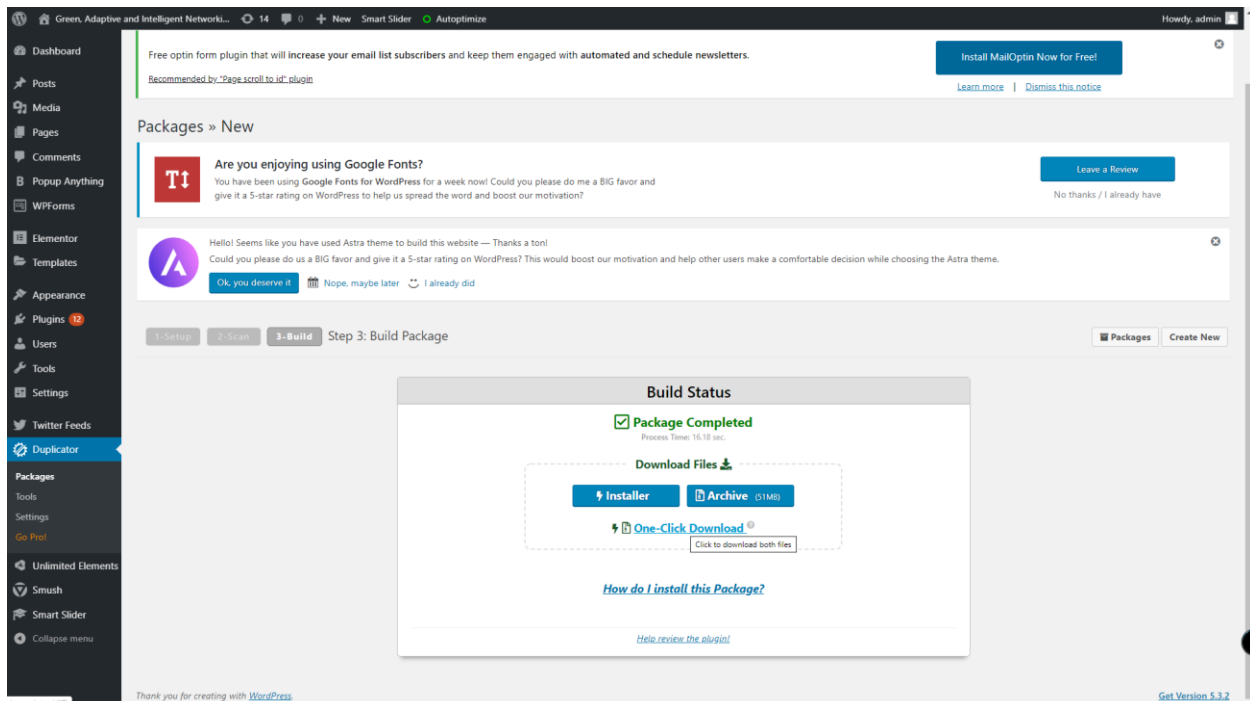 Green, Adaptive and Intelligent Networki... 14 0 + New Smart Slider Autoptimize Howdy, admin
Dashboard
Posts
Media
Pages
Comments
Popup Anything
WPForms
Elementor
Templates
Appearance
Plugins 12
Users
Tools
Settings
Twitter Feeds
Duplicator
Packages
Tools
Settings
Go Pro!
Unlimited Elements
Smush
Smart Slider
Collapse menu
Free optin form plugin that will increase your email list subscribers and keep them engaged with automated and schedule newsletters.
Recommended by "Page scroll to id" plugin
Install MailOptin Now for Free!
Learn more | Dismiss this notice
Packages » New
Are you enjoying using Google Fonts?
You have been using Google Fonts for WordPress for a week now! Could you please do me a BIG favor and
give it a 5-star rating on WordPress to help us spread the word and boost our motivation?
Leave a Review
No thanks / I already have
Hello! Seems like you have used Astra theme to build this website — Thanks a ton!
Could you please do us a BIG favor and give it a 5-star rating on WordPress? This would boost our motivation and help other users make a comfortable decision while choosing the Astra theme.
Ok, you deserve it Nope, maybe later I already did
1-Setup 2-Scan 3-Build Step 3: Build Package Packages Create New
Build Status
Package Completed
Process Time: 16.18 sec.
Download Files
Installer Archive (51MB)
One-Click Download
Click to download both files
How do I install this Package?
Help review the plugin!
Thank you for creating with WordPress.
Get Version 5.3.2